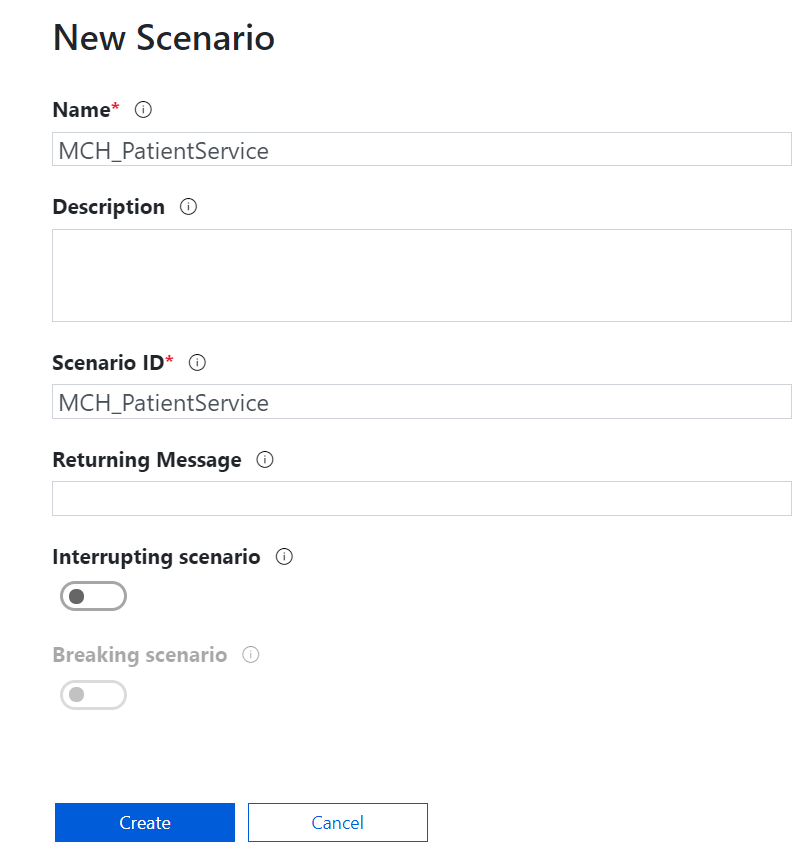 New Scenario
Name*
MCH_PatientService
Description
Scenario ID*
MCH_PatientService
Returning Message
Interrupting scenario
Breaking scenario
Create Cancel